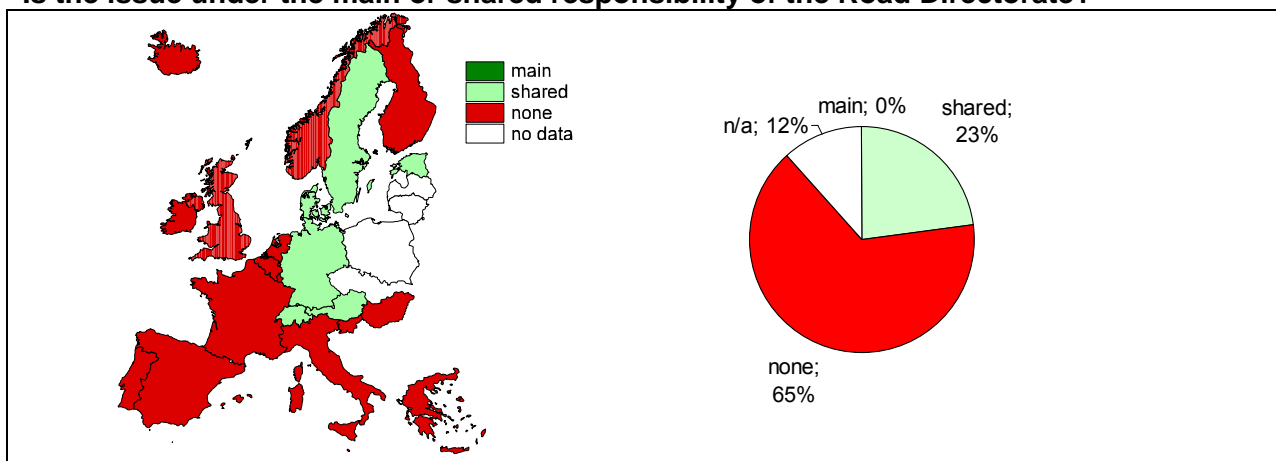 Is the issue under the main or shared responsibility of the Road Directorate?
main
shared
none
no data
main; 0%
shared;
23%
n/a; 12%
none;
65%